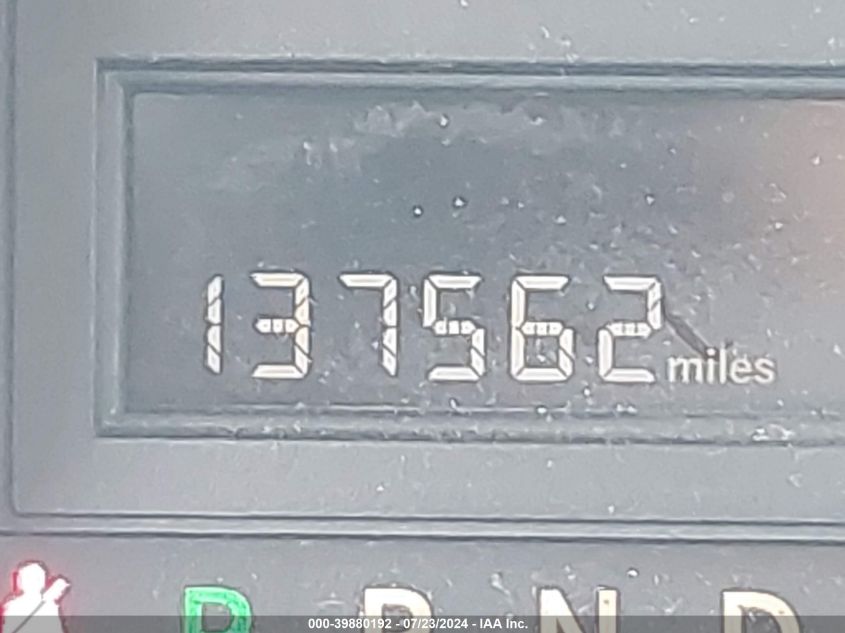 137562 miles
P R N D
000-39880192 - 07/23/2024 - IAA Inc.